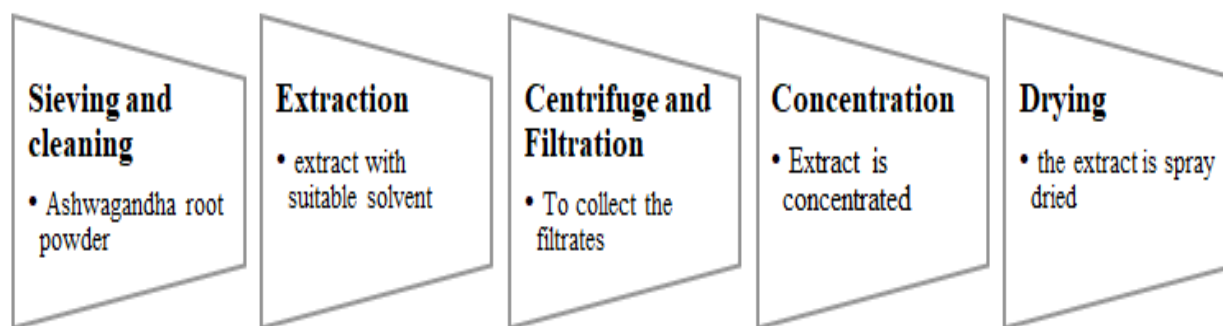 Sieving and
cleaning
• Ashwagandha root
powder
Extraction
• extract with
suitable solvent
Centrifuge and
Filtration
• To collect the
filtrates
Concentration
• Extract is
concentrated
Drying
• the extract is spray
dried